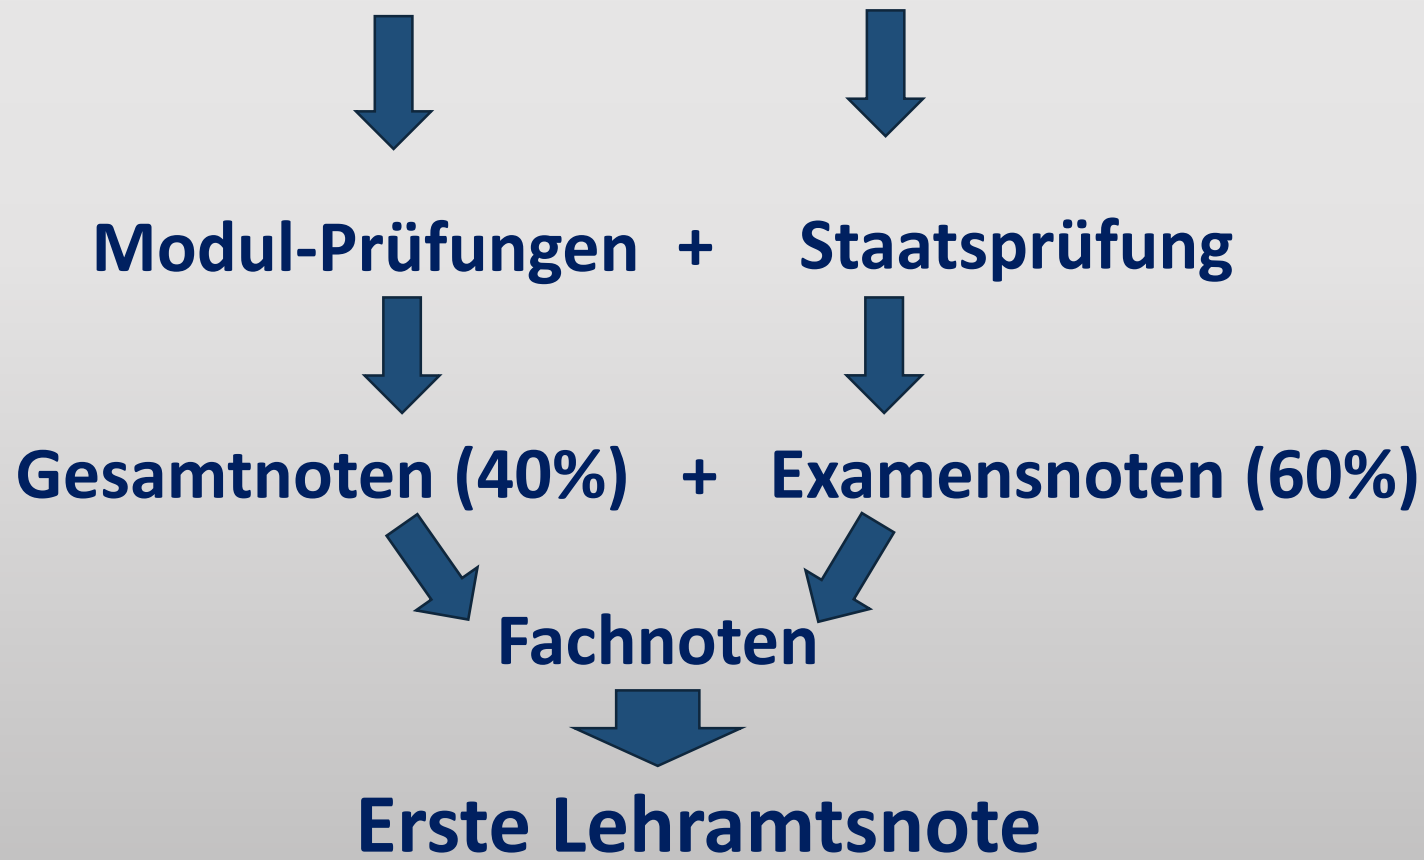 Modul-Prüfungen + Staatsprüfung
Gesamtnoten (40%) + Examensnoten (60%)
Fachnoten
Erste Lehramtsnote